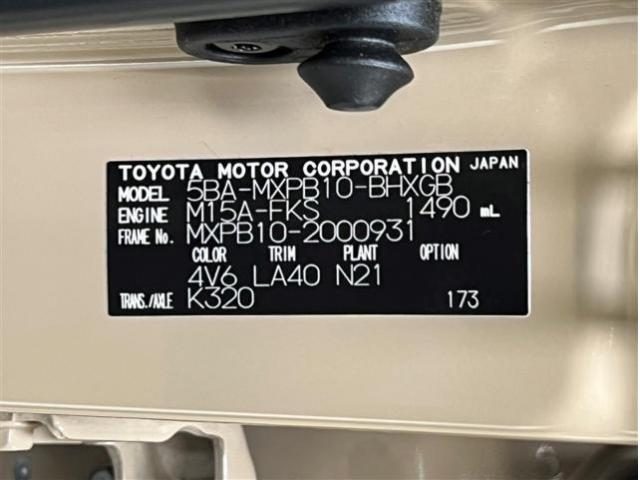 TOYOTA MOTOR CORPORATION JAPAN
MODEL 5BA-MXPB10-BHXGB
ENGINE M15A-FKS 1490 mL
FRAME No. MXPB10-2000931
COLOR TRIM PLANT OPTION
4V6 LA40 N21
TRANS./AXLE K320 173